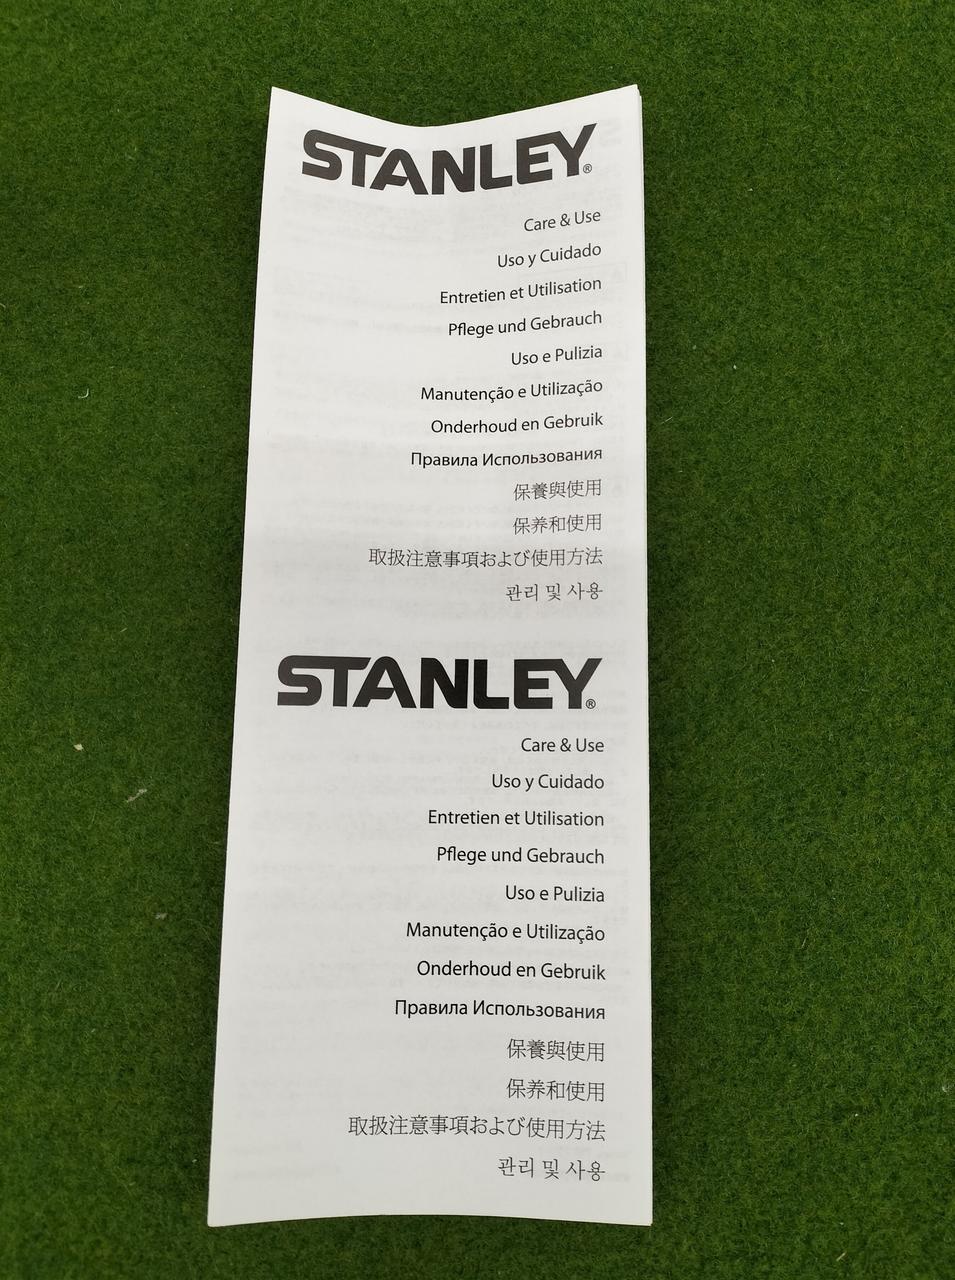 STANLEY®
Care & Use
Uso y Cuidado
Entretien et Utilisation
Pflege und Gebrauch
Uso e Pulizia
Manutenção e Utilização
Onderhoud en Gebruik
Правила Использования
保養與使用
保养和使用
取扱注意事項および使用方法
관리 및 사용
STANLEY®
Care & Use
Uso y Cuidado
Entretien et Utilisation
Pflege und Gebrauch
Uso e Pulizia
Manutenção e Utilização
Onderhoud en Gebruik
Правила Использования
保養與使用
保养和使用
取扱注意事項および使用方法
관리 및 사용